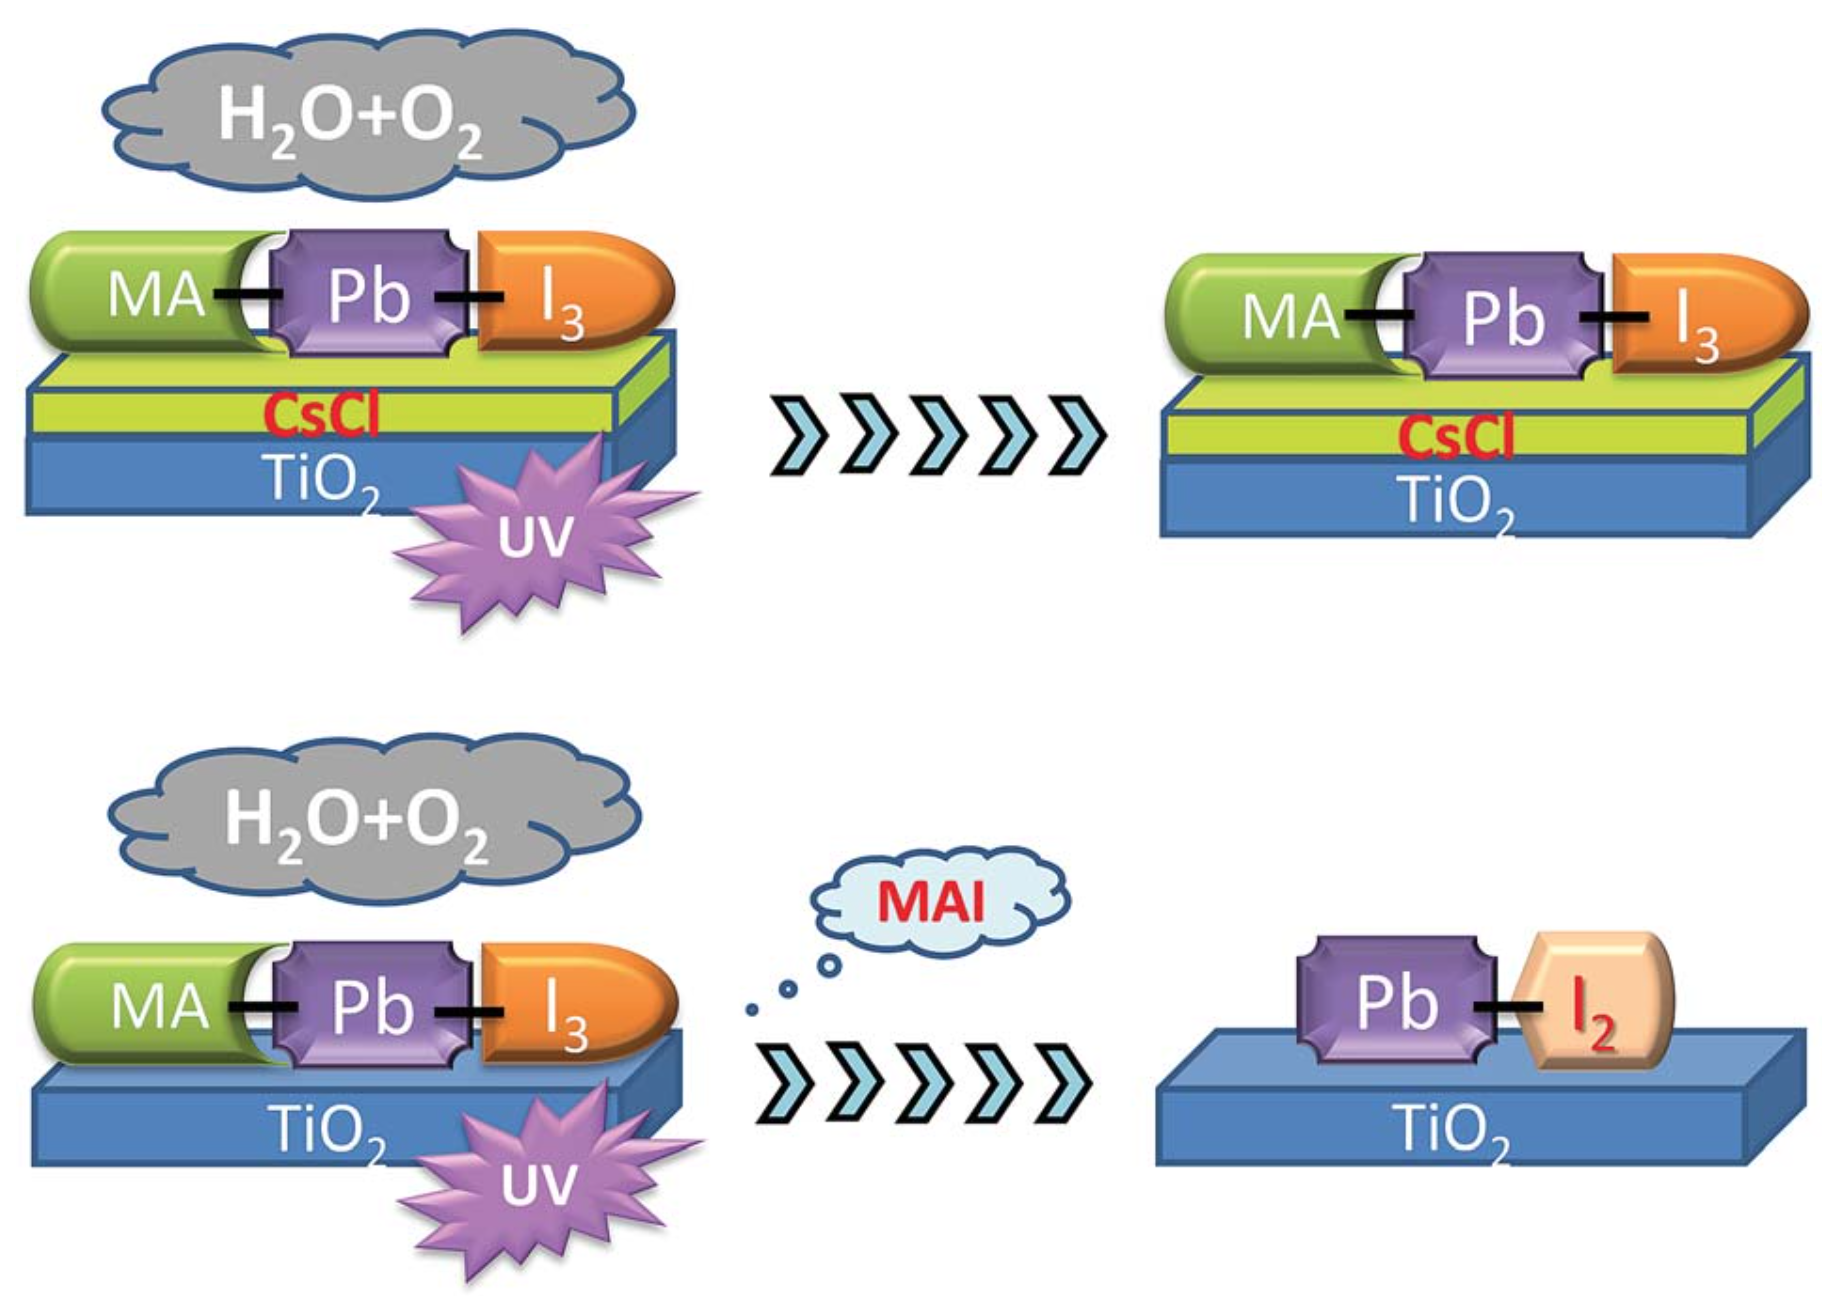 H₂O+O₂
MA Pb I₃
MA Pb I₃
CsCl
CsCl
TiO₂
TiO₂
UV
H₂O+O₂
MAI
MA Pb I₃
Pb I₂
TiO₂
TiO₂
UV